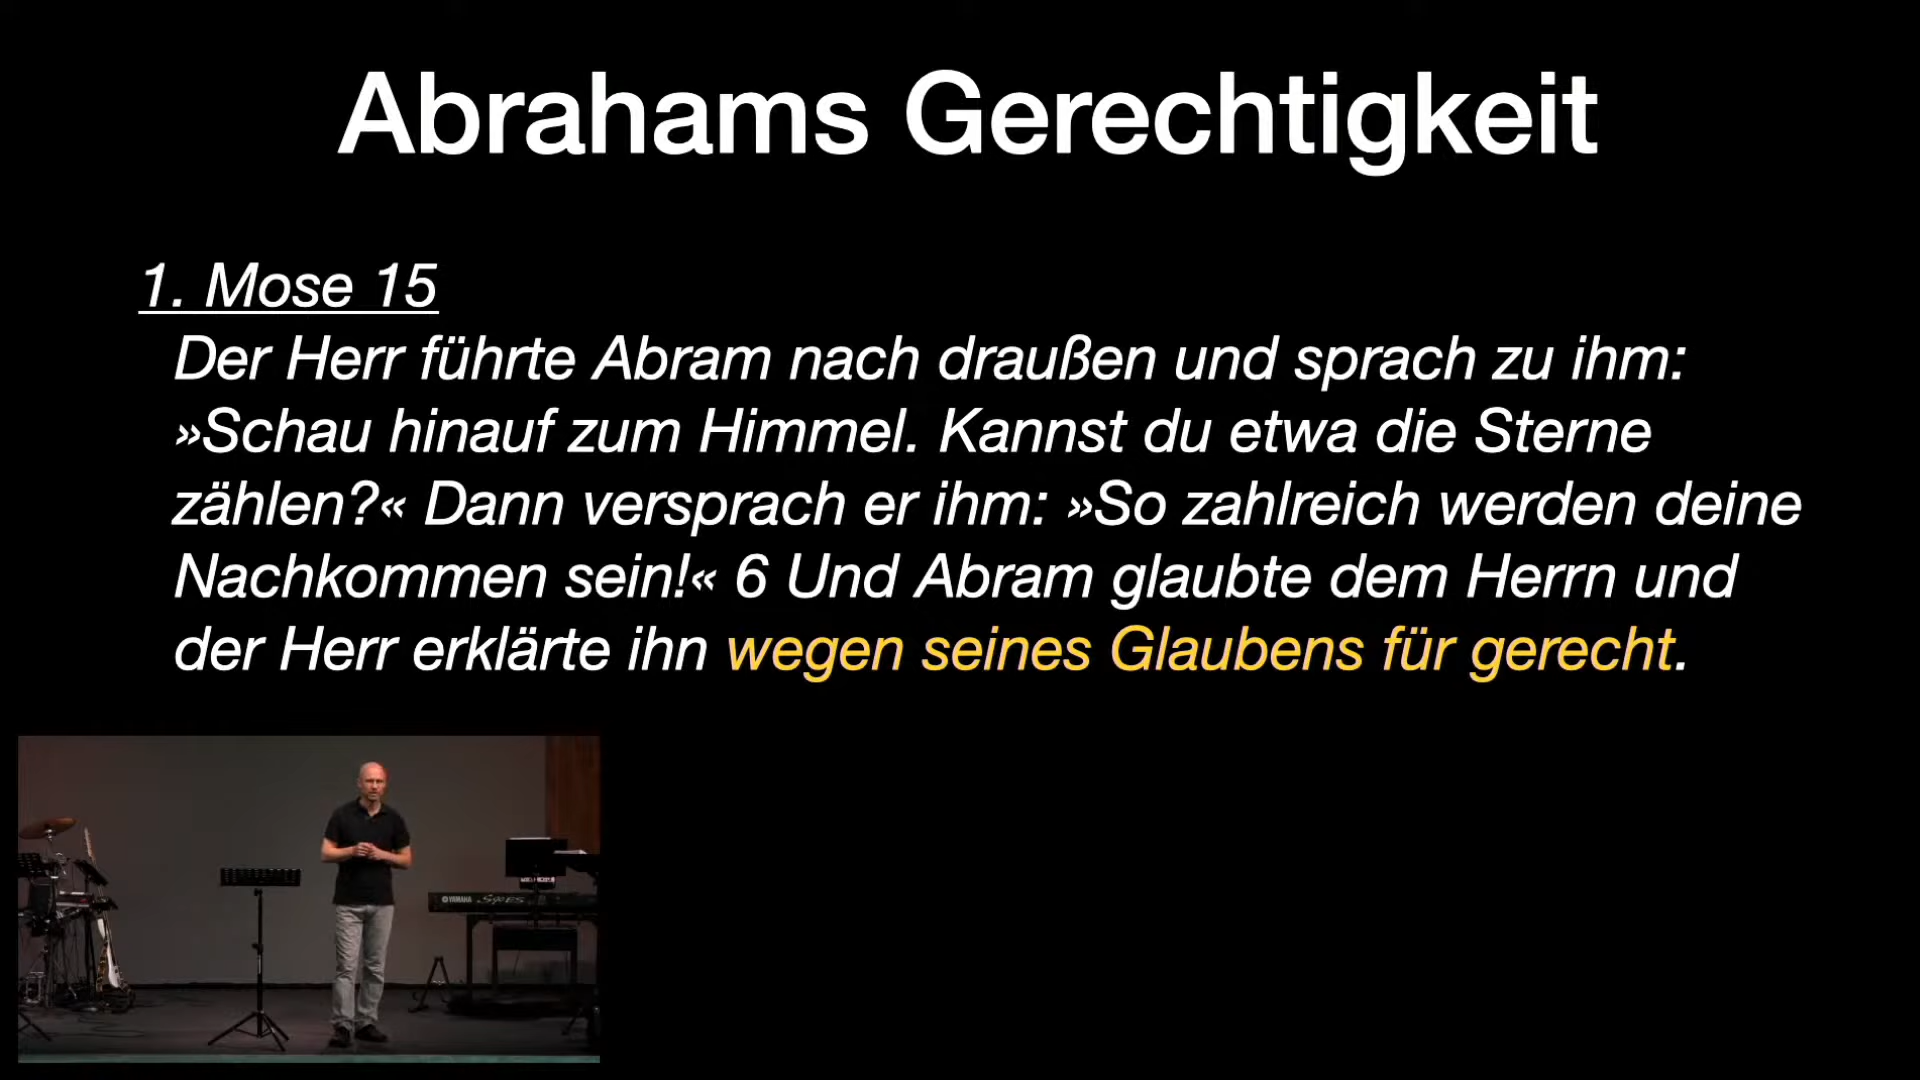 Abrahams Gerechtigkeit
1. Mose 15
Der Herr führte Abram nach draußen und sprach zu ihm:
»Schau hinauf zum Himmel. Kannst du etwa die Sterne
zählen?« Dann versprach er ihm: »So zahlreich werden deine
Nachkommen sein!« 6 Und Abram glaubte dem Herrn und
der Herr erklärte ihn wegen seines Glaubens für gerecht.
YAMAHA